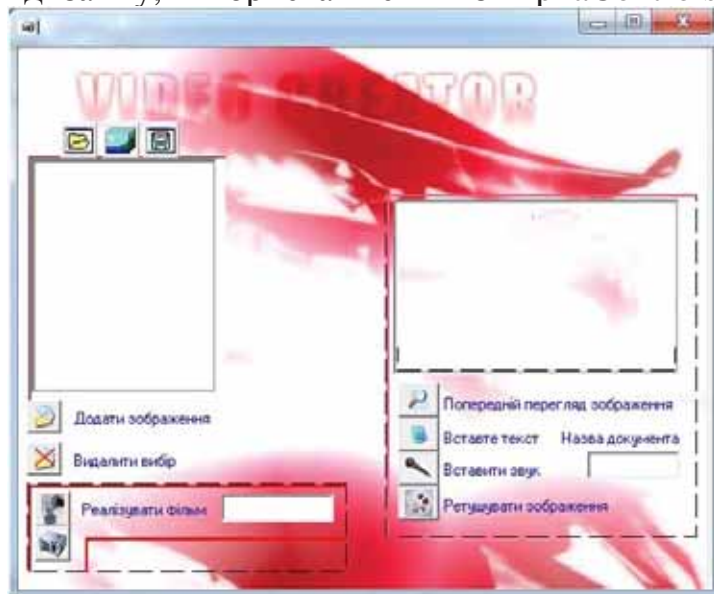 VIDEO CREATOR
Додати зображення
Видалити вибір
Реалізувати фільм
Попередній перегляд зображення
Вставте текст Назва документа
Вставити звук
Ретушувати зображення